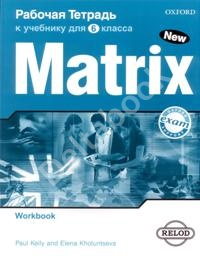 OXFORD
Рабочая Тетрадь
к учебнику для 6 класса
New
Matrix
exam
RELOD
Workbook
Paul Kelly and Elena Khotuntseva